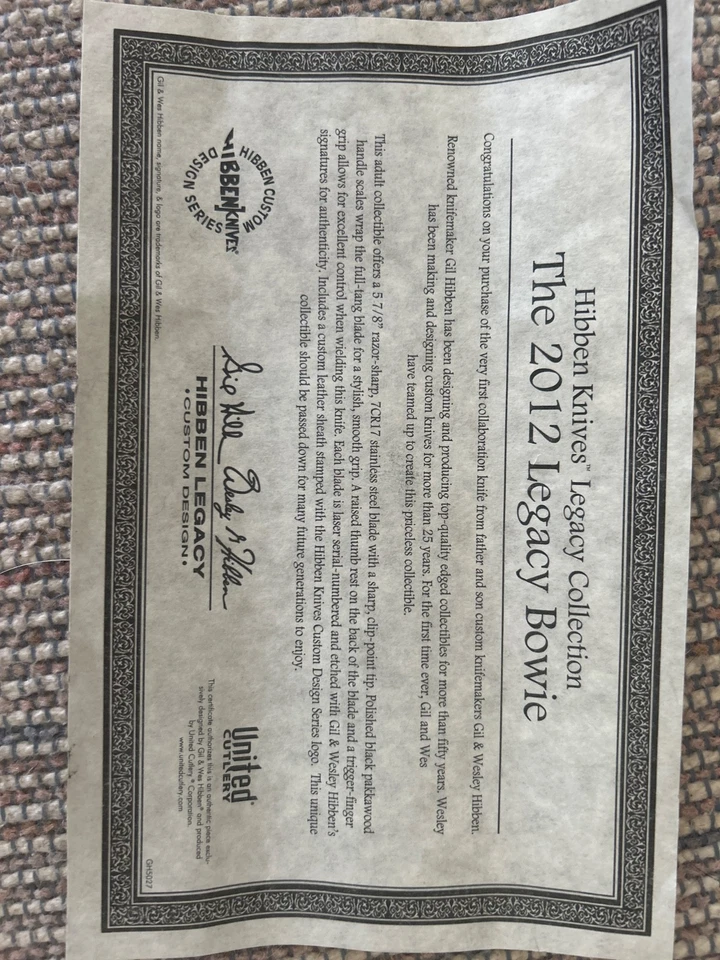 Hibben Knives™ Legacy Collection
The 2012 Legacy Bowie
Congratulations on your purchase of the very first collaboration knife from father and son custom knifemakers Gil & Wesley Hibben.
Renowned knifemaker Gil Hibben has been designing and producing top-quality edged collectibles for more than fifty years. Wesley
has been making and designing custom knives for more than 25 years. For the first time ever, Gil and Wes
have teamed up to create this priceless collectible.
This adult collectible offers a 5 7/8" razor-sharp, 7CR17 stainless steel blade with a sharp, clip-point tip. Polished black pakkawood
handle scales wrap the full-tang blade for a stylish, smooth grip. A raised thumb rest on the back of the blade and a trigger-finger
grip allows for excellent control when wielding this knife. Each blade is laser serial-numbered and etched with Gil & Wesley Hibben's
signatures for authenticity. Includes a custom leather sheath stamped with the Hibben Knives Custom Design Series logo. This unique
collectible should be passed down for many future generations to enjoy.
HIBBEN CUSTOM
HIBBEN KNIVES
DESIGN SERIES
HIBBEN LEGACY
•CUSTOM DESIGN•
United®
CUTLERY
This certificate authorizes this is an authentic piece exclu-
sively designed by Gil & Wes Hibben® and produced
by United Cutlery® Corporation.
www.unitedcutlery.com
Gil & Wes Hibben name, signature, & logo are trademarks of Gil & Wes Hibben.
GH5027